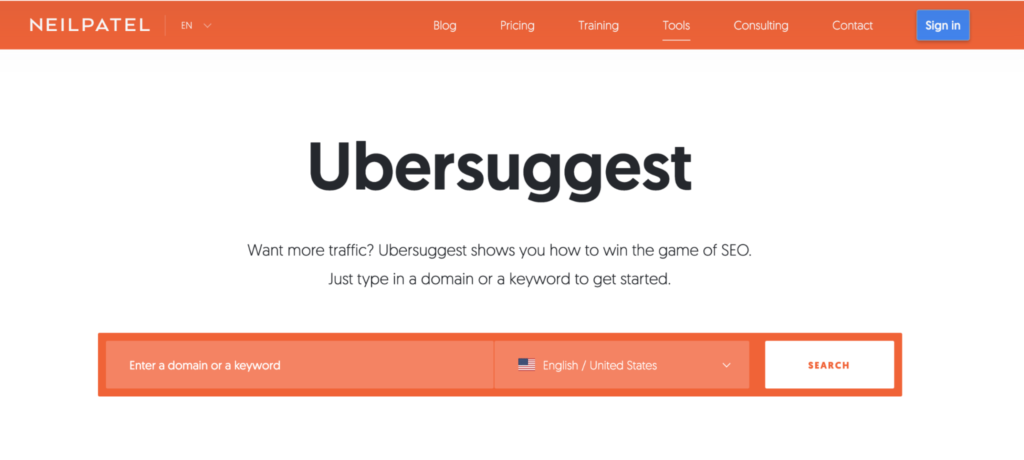 NEILPATEL EN Blog Pricing Training Tools Consulting Contact Sign in
Ubersuggest
Want more traffic? Ubersuggest shows you how to win the game of SEO.
Just type in a domain or a keyword to get started.
Enter a domain or a keyword English / United States SEARCH